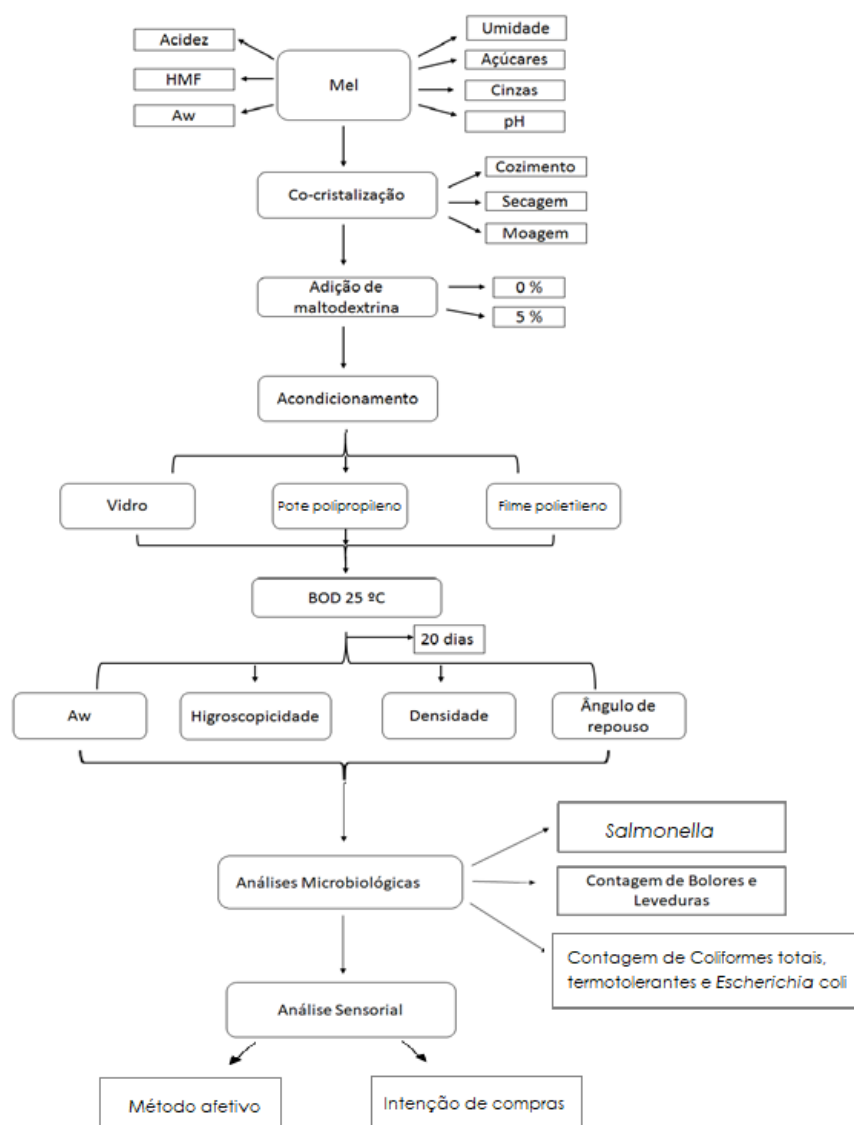 Acidez
HMF
Aw
Mel
Umidade
Açúcares
Cinzas
pH
Co-cristalização
Cozimento
Secagem
Moagem
Adição de
maltodextrina
0 %
5 %
Acondicionamento
Vidro
Pote polipropileno
Filme polietileno
BOD 25 ºC
20 dias
Aw
Higroscopicidade
Densidade
Ângulo de
repouso
Análises Microbiológicas
Salmonella
Contagem de Bolores e
Leveduras
Contagem de Coliformes totais,
termotolerantes e Escherichia coli
Análise Sensorial
Método afetivo
Intenção de compras